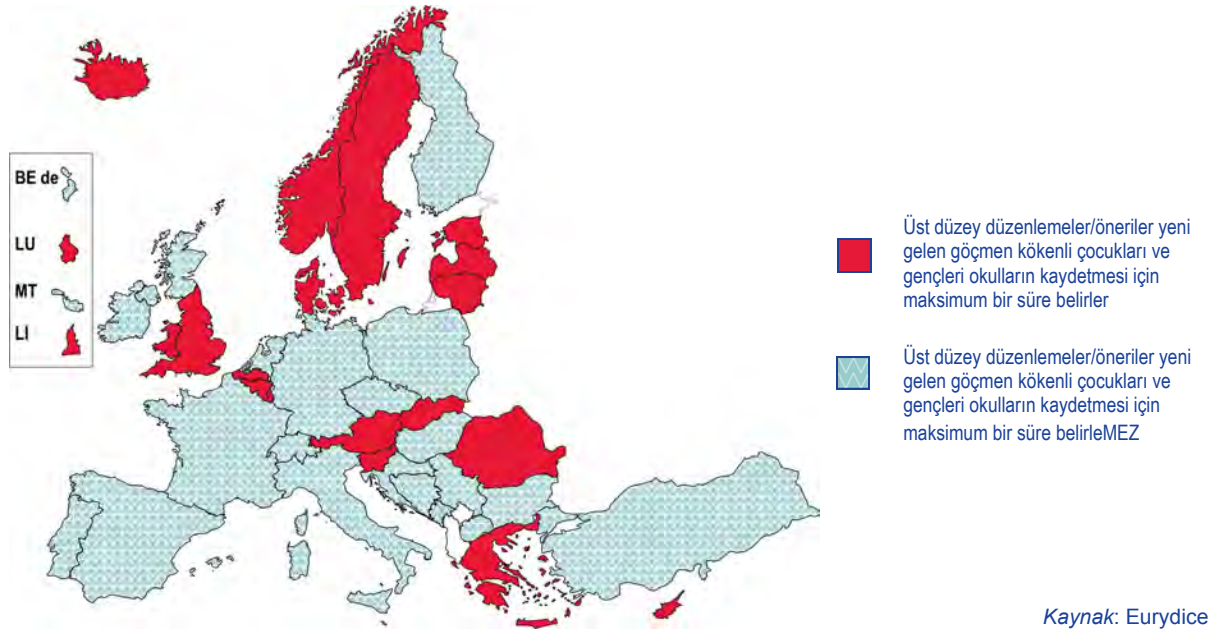 BE de
LU
MT
LI
Üst düzey düzenlemeler/öneriler yeni
gelen göçmen kökenli çocukları ve
gençleri okulların kaydetmesi için
maksimum bir süre belirler
Üst düzey düzenlemeler/öneriler yeni
gelen göçmen kökenli çocukları ve
gençleri okulların kaydetmesi için
maksimum bir süre belirleMEZ
Kaynak: Eurydice